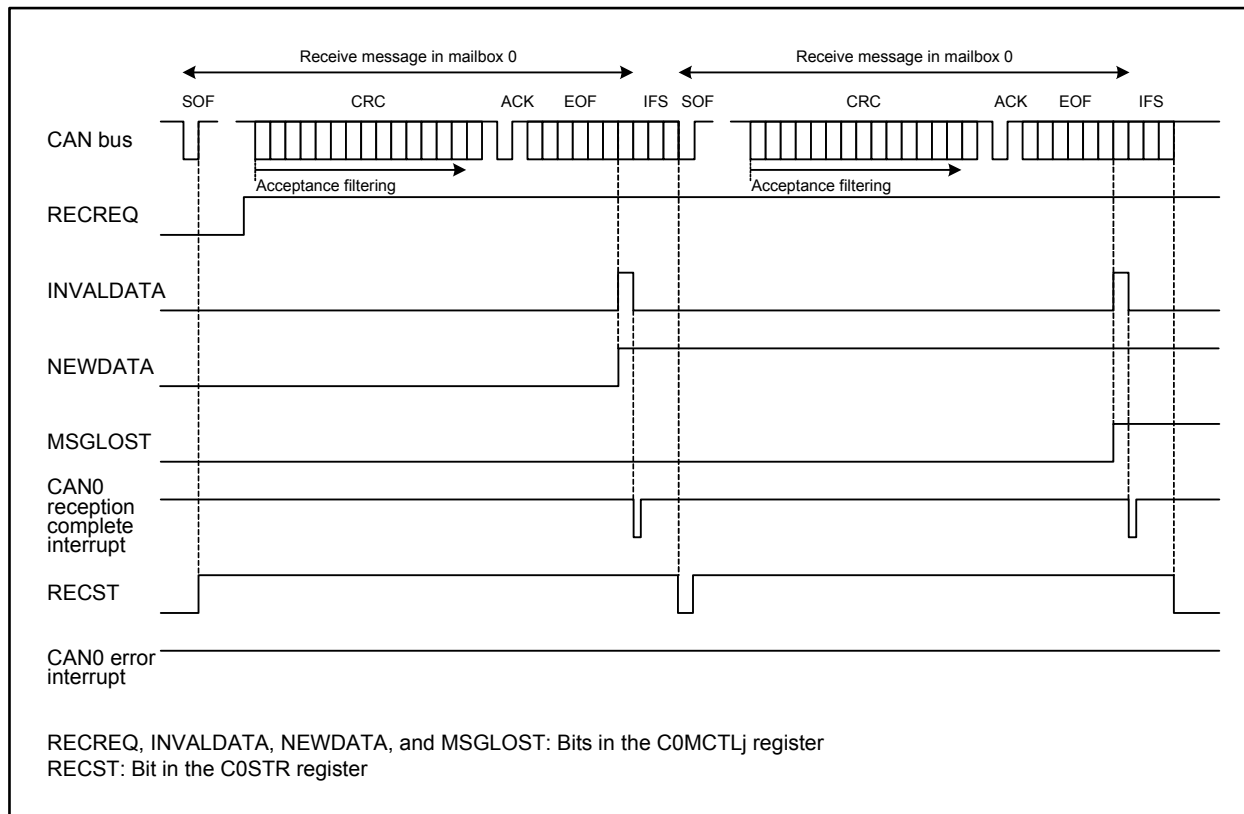 Receive message in mailbox 0 Receive message in mailbox 0
SOF CRC ACK EOF IFS SOF CRC ACK EOF IFS
CAN bus
Acceptance filtering Acceptance filtering
RECREQ
INVALDATA
NEWDATA
MSGLOST
CAN0
reception
complete
interrupt
RECST
CAN0 error
interrupt
RECREQ, INVALDATA, NEWDATA, and MSGLOST: Bits in the C0MCTLj register
RECST: Bit in the C0STR register